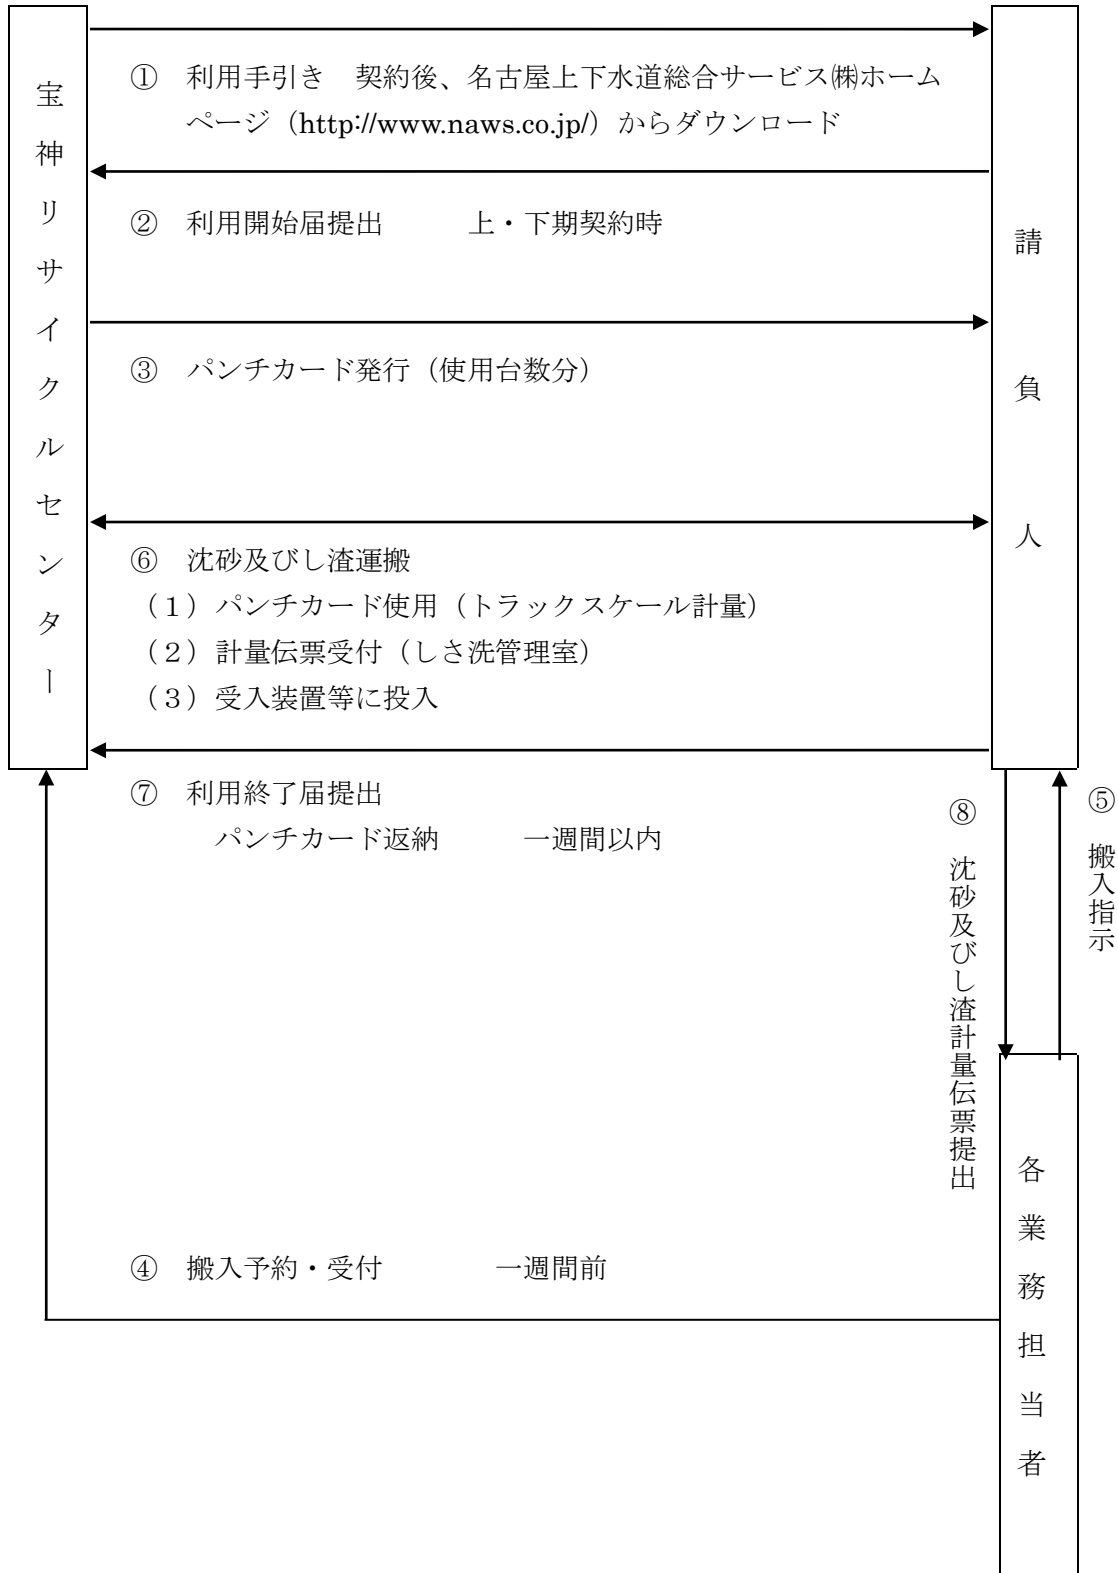 宝神リサイクルセンター
① 利用手引き　契約後、名古屋上下水道総合サービス㈱ホーム
ページ（http://www.naws.co.jp/）からダウンロード
② 利用開始届提出　　　上・下期契約時
③ パンチカード発行（使用台数分）
⑥ 沈砂及びし渣運搬
（１）パンチカード使用（トラックスケール計量）
（２）計量伝票受付（しさ洗管理室）
（３）受入装置等に投入
⑦ 利用終了届提出
パンチカード返納　　　一週間以内
請負人
⑤ 搬入指示
⑧ 沈砂及びし渣計量伝票提出
④ 搬入予約・受付　　　　一週間前
各業務担当者